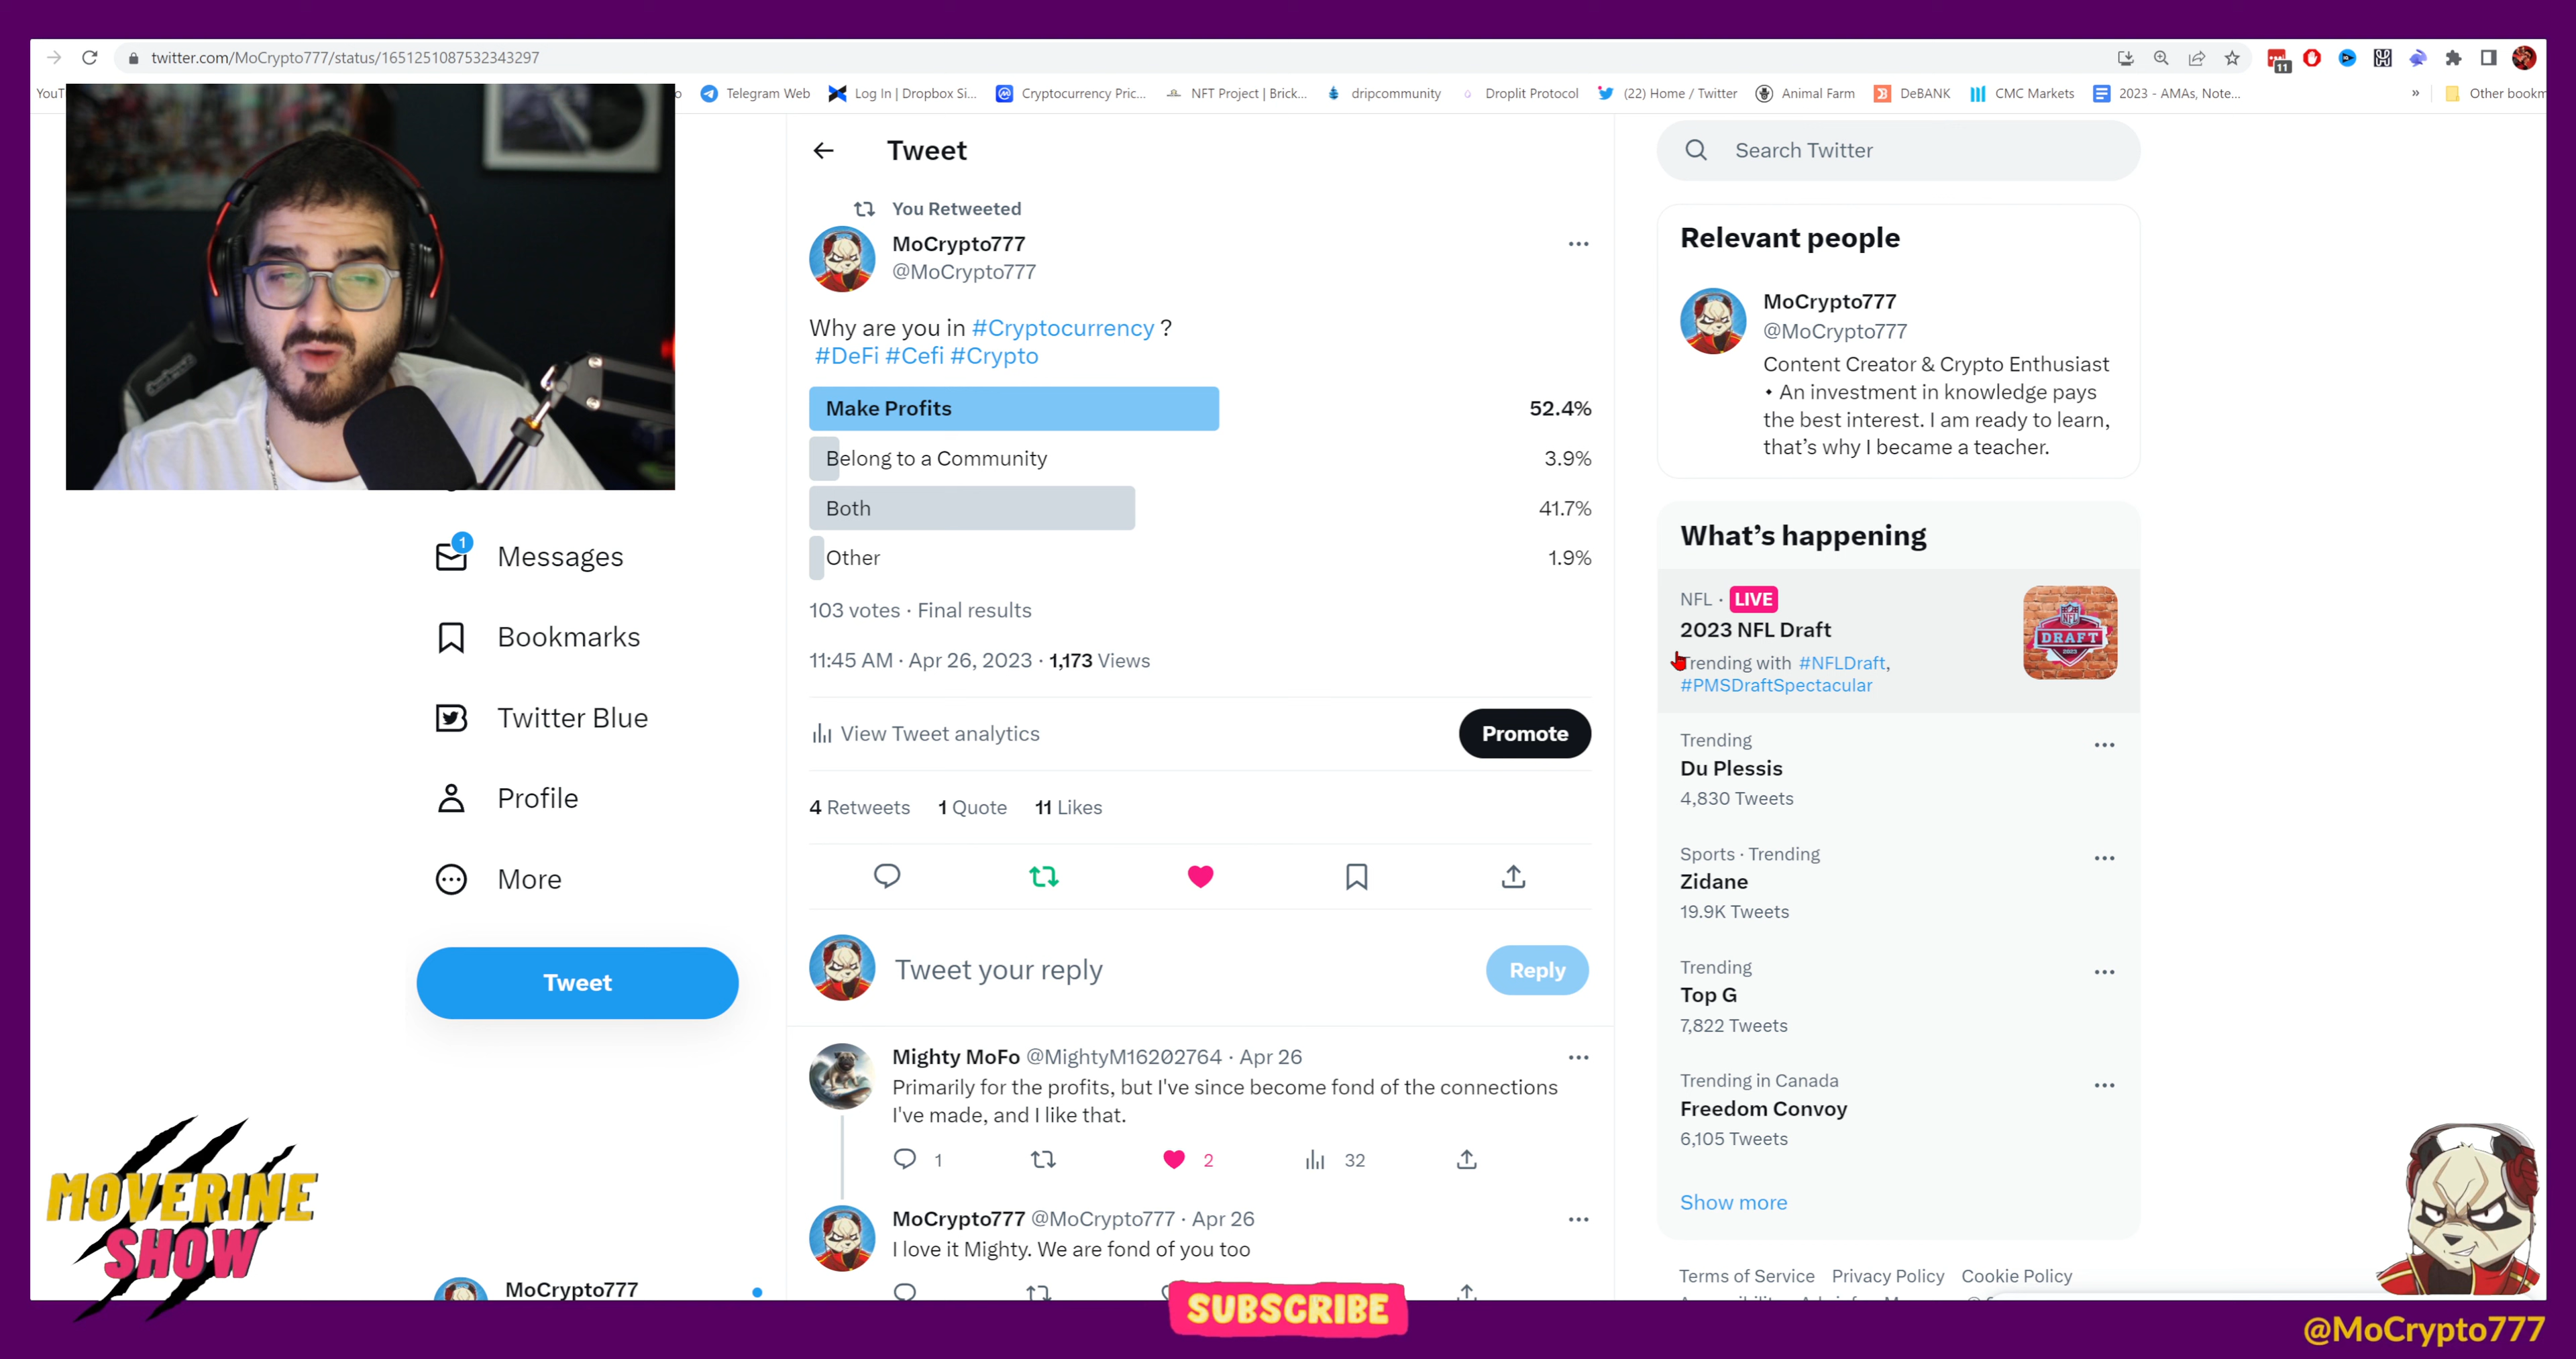 twitter.com/MoCrypto777/status/1651251087532343297
11
Telegram Web
Log In | Dropbox Si...
Cryptocurrency Pric...
NFT Project | Brick...
dripcommunity
Droplit Protocol
(22) Home / Twitter
Animal Farm
DeBANK
CMC Markets
2023 - AMAs, Note...
»
Tweet
You Retweeted
MoCrypto777
@MoCrypto777
Why are you in #Cryptocurrency ?
#DeFi #Cefi #Crypto
Make Profits 52.4%
Belong to a Community 3.9%
Both 41.7%
Other 1.9%
103 votes · Final results
11:45 AM · Apr 26, 2023 · 1,173 Views
View Tweet analytics
Promote
4 Retweets 1 Quote 11 Likes
Tweet your reply
Reply
Mighty MoFo @MightyM16202764 · Apr 26
Primarily for the profits, but I've since become fond of the connections
I've made, and I like that.
1 2 32
MoCrypto777 @MoCrypto777 · Apr 26
I love it Mighty. We are fond of you too
1
Messages
Bookmarks
Twitter Blue
Profile
More
Tweet
MoCrypto777
Search Twitter
Relevant people
MoCrypto777
@MoCrypto777
Content Creator & Crypto Enthusiast
• An investment in knowledge pays
the best interest. I am ready to learn,
that's why I became a teacher.
What's happening
NFL · LIVE
2023 NFL Draft
Trending with #NFLDraft,
#PMSDraftSpectacular
NFL
DRAFT
Trending
Du Plessis
4,830 Tweets
Sports · Trending
Zidane
19.9K Tweets
Trending
Top G
7,822 Tweets
Trending in Canada
Freedom Convoy
6,105 Tweets
Show more
Terms of Service Privacy Policy Cookie Policy
MOVERINE
SHOW
SUBSCRIBE
@MoCrypto777